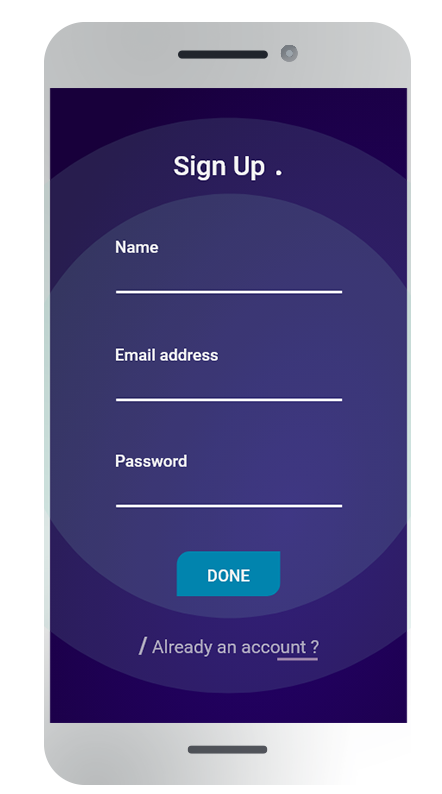 Sign Up .
Name
Email address
Password
DONE
/ Already an account ?